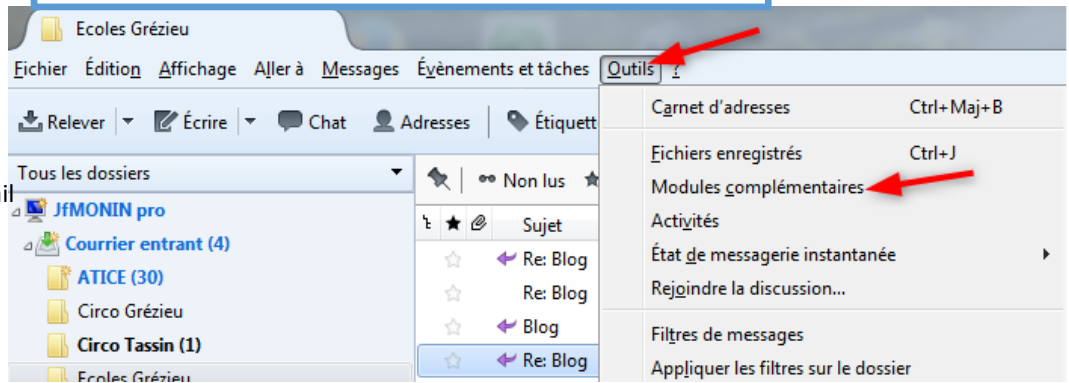 Ecoles Grézieu
Fichier Édition Affichage Aller à Messages Évènements et tâches Outils ?
Relever Écrire Chat Adresses Étiquett
Tous les dossiers
il
JfMONIN pro
Courrier entrant (4)
ATICE (30)
Circo Grézieu
Circo Tassin (1)
Ecoles Grézieu
Non lus
Sujet
Re: Blog
Re: Blog
Blog
Re: Blog
Carnet d'adresses Ctrl+Maj+B
Fichiers enregistrés Ctrl+J
Modules complémentaires
Activités
État de messagerie instantanée
Rejoindre la discussion...
Filtres de messages
Appliquer les filtres sur le dossier